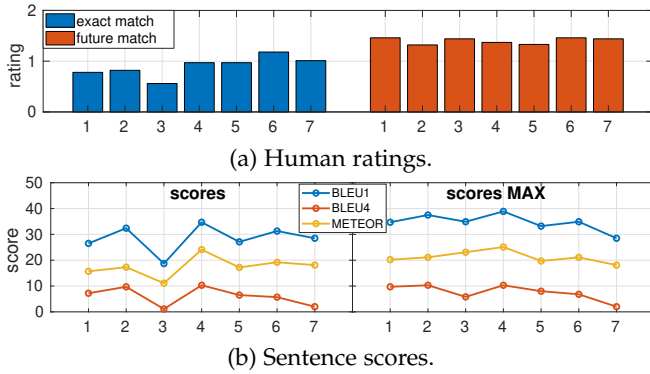 2
exact match
future match
rating
1
0
1 2 3 4 5 6 7 1 2 3 4 5 6 7
(a) Human ratings.
50
scores
BLEU1
scores MAX
40
BLEU4
METEOR
30
score
20
10
0
1 2 3 4 5 6 7 1 2 3 4 5 6 7
(b) Sentence scores.